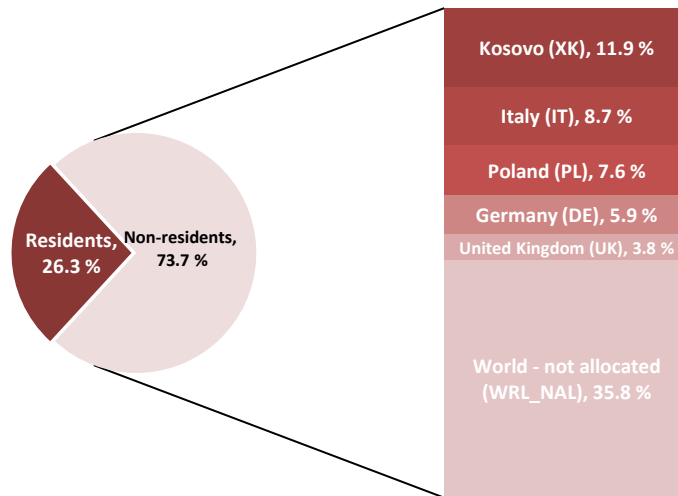 Residents,
26.3 %
Non-residents,
73.7 %
Kosovo (XK), 11.9 %
Italy (IT), 8.7 %
Poland (PL), 7.6 %
Germany (DE), 5.9 %
United Kingdom (UK), 3.8 %
World - not allocated
(WRL_NAL), 35.8 %